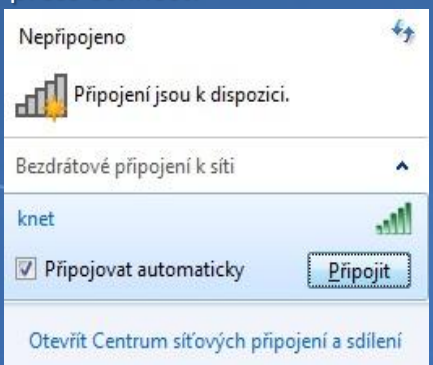 Nepřipojeno
Připojení jsou k dispozici.
Bezdrátové připojení k síti
knet
Připojovat automaticky
Připojit
Otevřít Centrum síťových připojení a sdílení